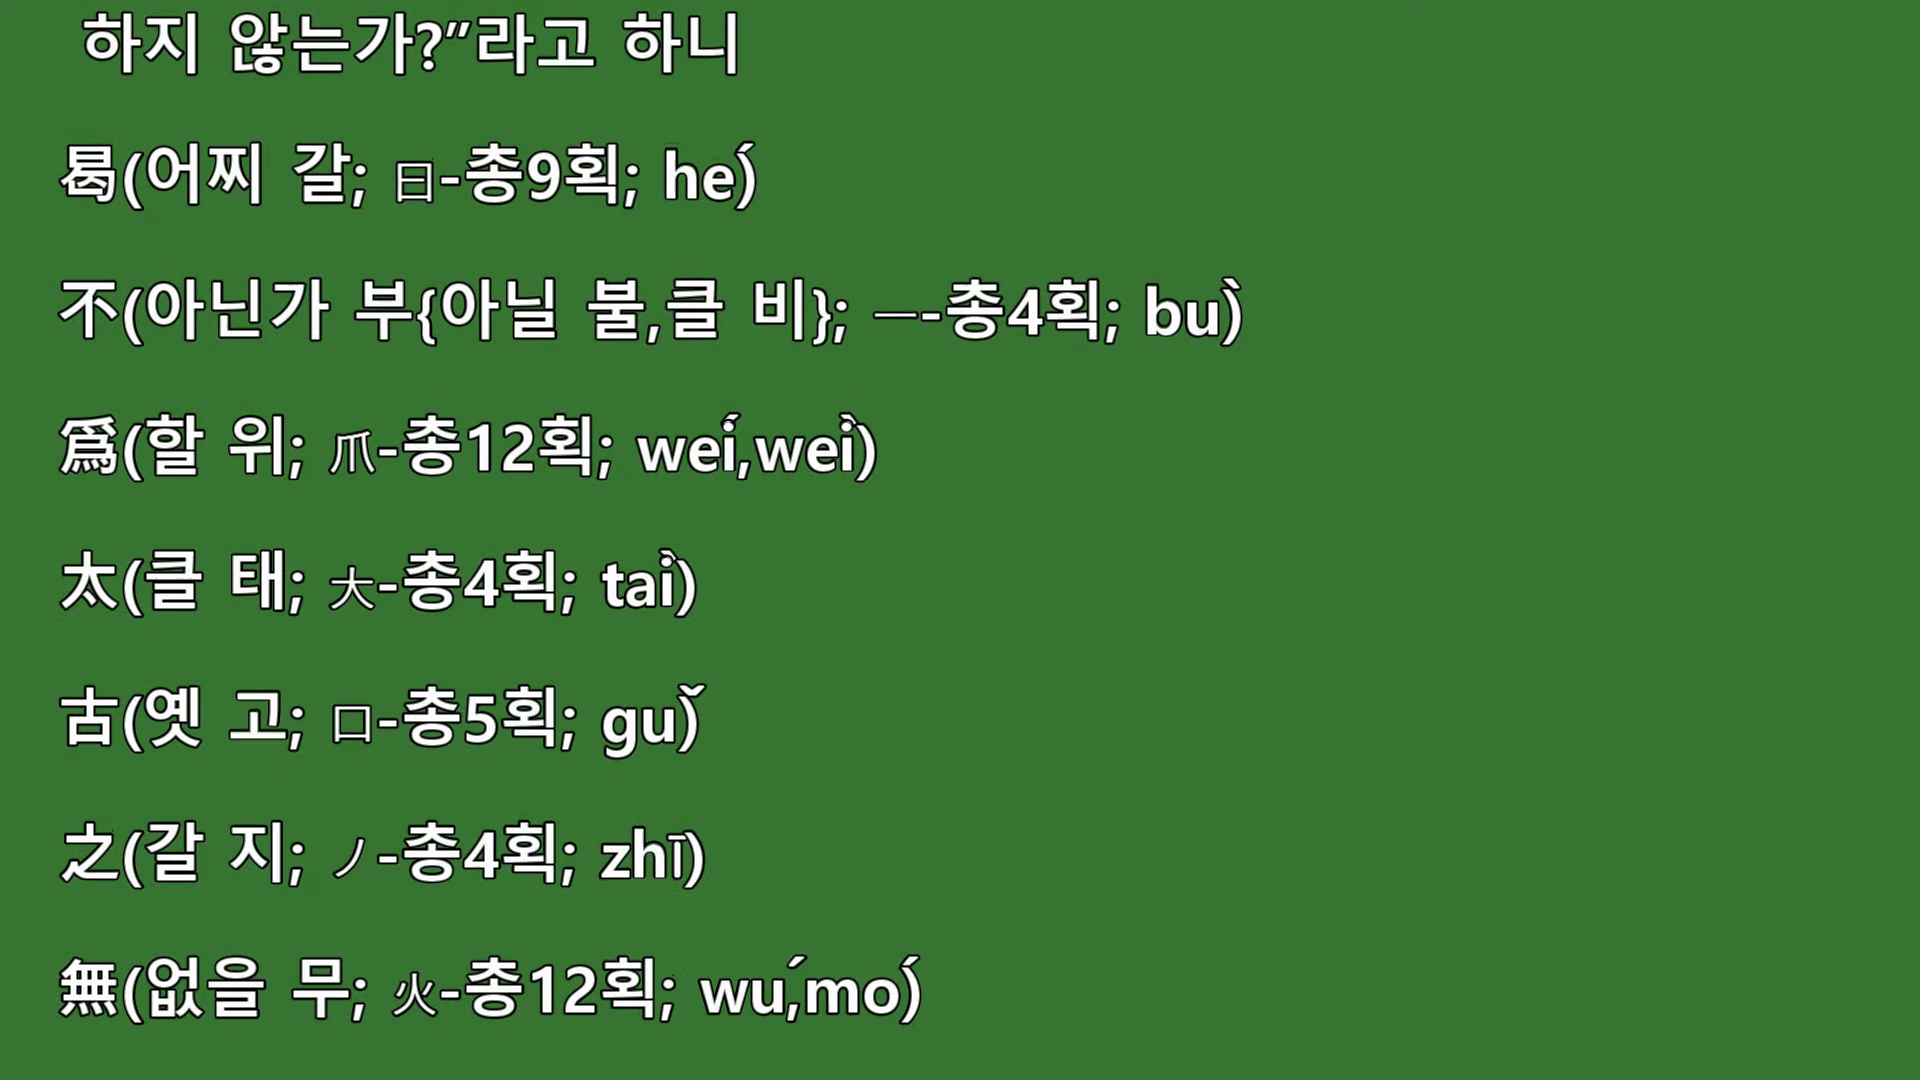 하지 않는가?”라고 하니
曷(어찌 갈; 曰-총9획; hé)
不(아닌가 부{아닐 불,클 비}; 一-총4획; bù)
爲(할 위; 爪-총12획; wéi,wèi)
太(클 태; 大-총4획; tài)
古(옛 고; 口-총5획; gǔ)
之(갈 지; ノ-총4획; zhī)
無(없을 무; 火-총12획; wú,mó)